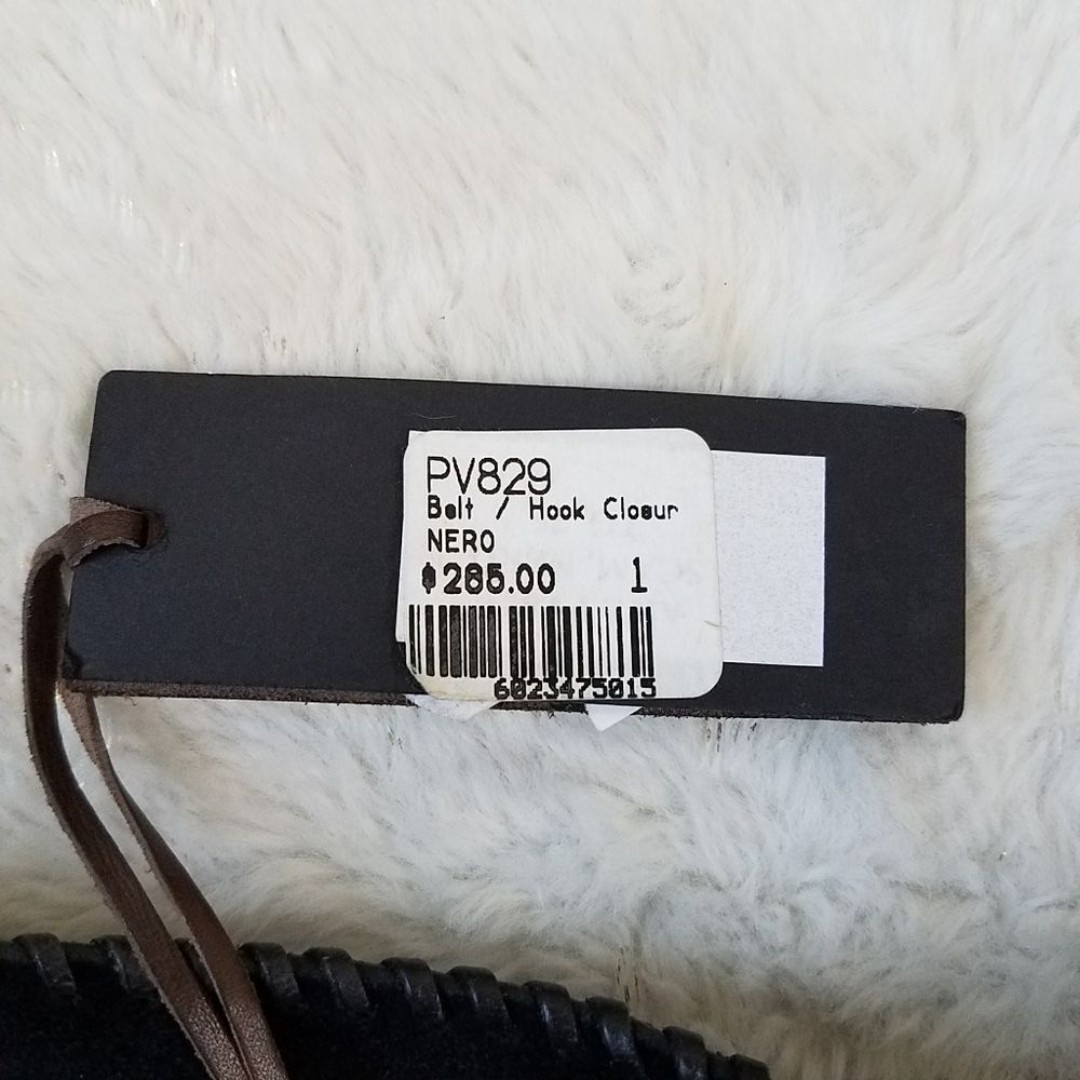 PV829
Belt / Hook Closur
NERO
$285.00 1
6023475015